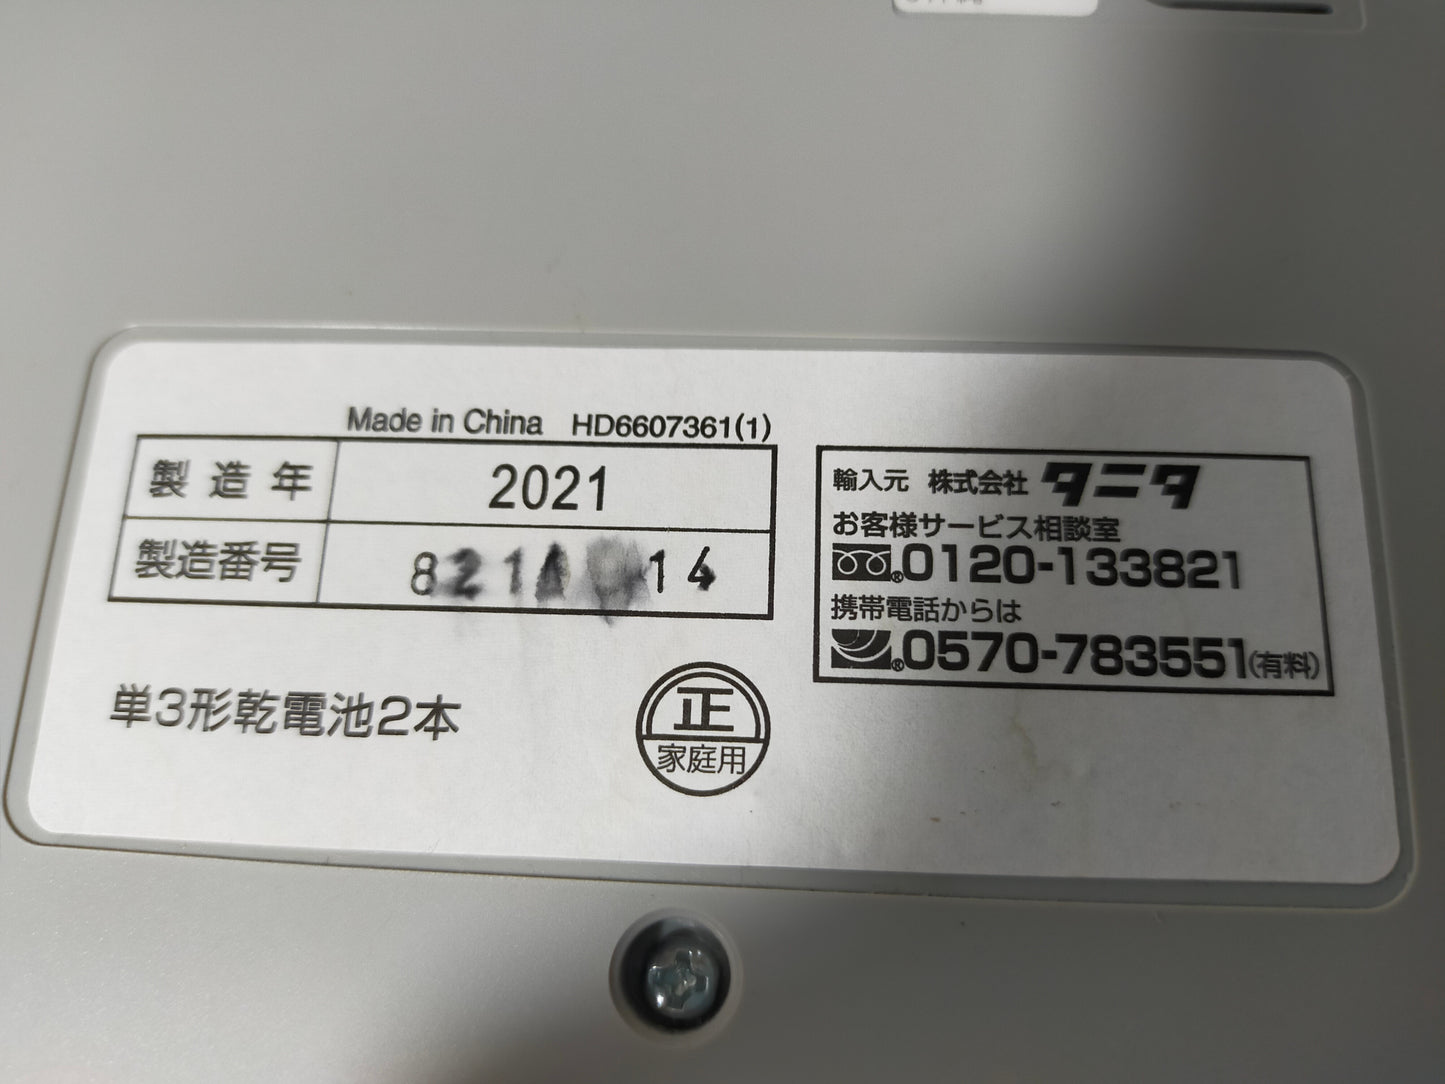 Made in China HD6607361(1)
製造年 2021
製造番号
単3形乾電池2本
正
家庭用
輸入元 株式会社 タニタ
お客様サービス相談室
0120-133821
携帯電話からは
0570-783551(有料)